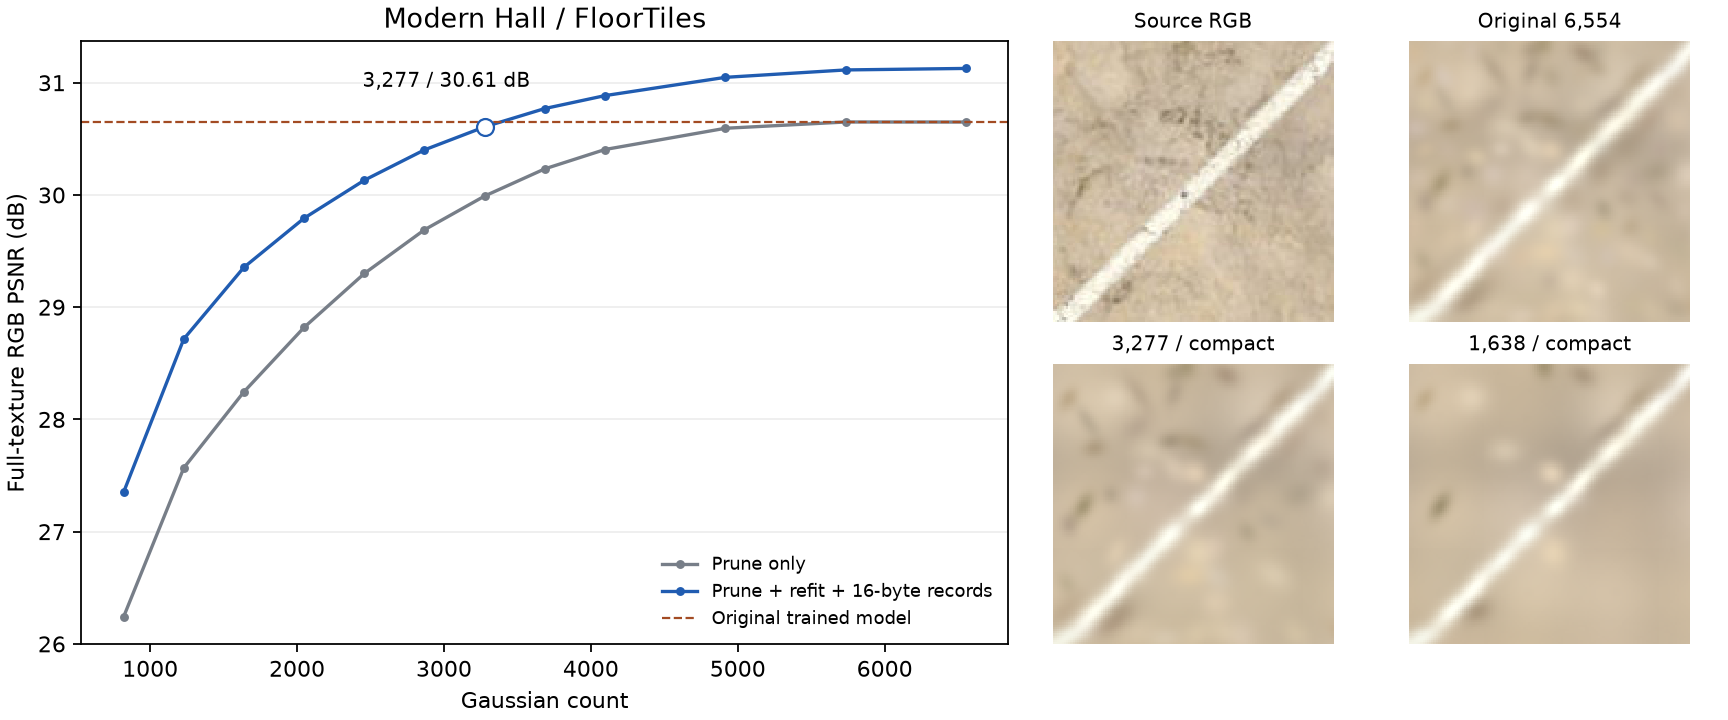 Modern Hall / FloorTiles
Full-texture RGB PSNR (dB)
31
30
29
28
27
26
3,277 / 30.61 dB
Prune only
Prune + refit + 16-byte records
Original trained model
1000 2000 3000 4000 5000 6000
Gaussian count
Source RGB
Original 6,554
3,277 / compact
1,638 / compact